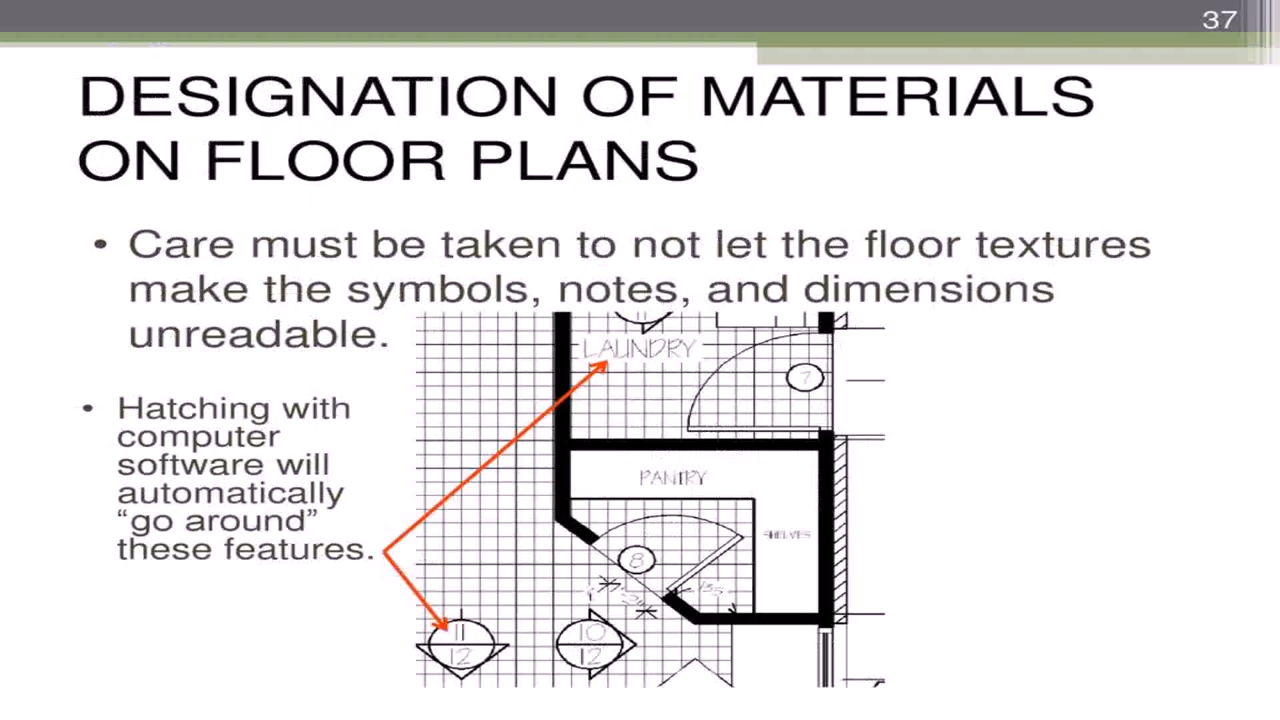 37
DESIGNATION OF MATERIALS
ON FLOOR PLANS
• Care must be taken to not let the floor textures
make the symbols, notes, and dimensions
unreadable.
• Hatching with
computer
software will
automatically
“go around”
these features.
LAUNDRY
7
PANTRY
SHELVES
8
11
12
10
12